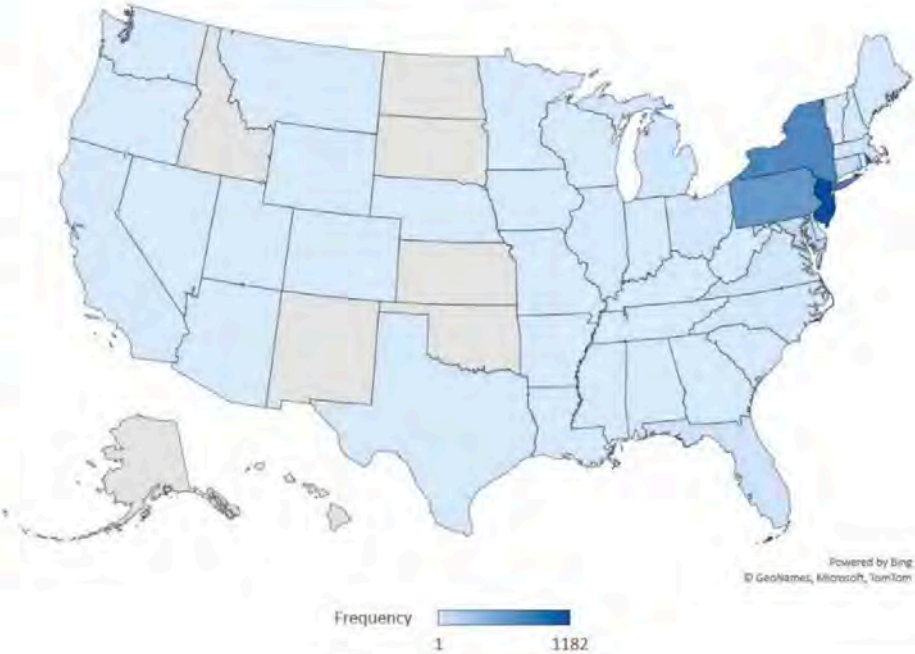 Powered by Bing
© GeoNames, Microsoft, TomTom
Frequency
1
1182